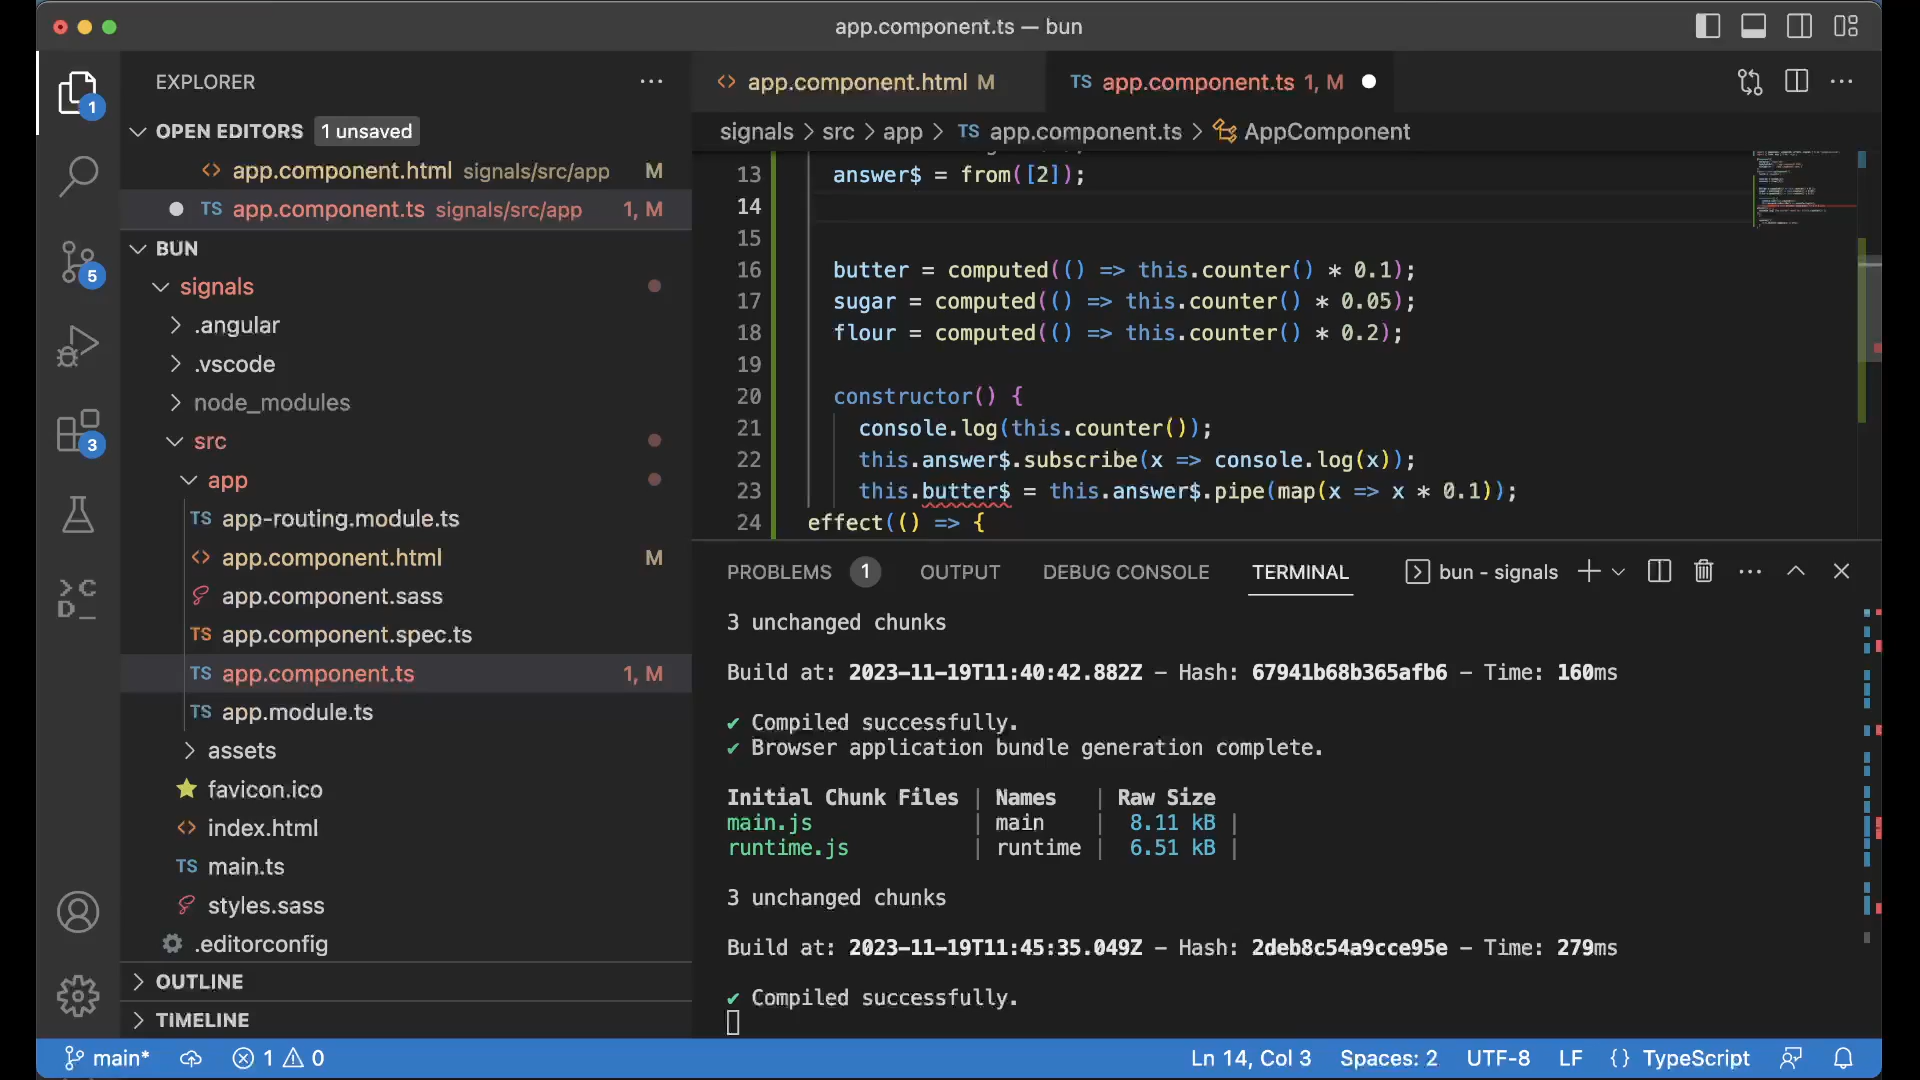 app.component.ts — bun
EXPLORER
OPEN EDITORS 1 unsaved
<> app.component.html signals/src/app M
TS app.component.ts signals/src/app 1, M
BUN
signals
.angular
.vscode
node_modules
src
app
TS app-routing.module.ts
<> app.component.html M
app.component.sass
TS app.component.spec.ts
TS app.component.ts 1, M
TS app.module.ts
assets
favicon.ico
<> index.html
TS main.ts
styles.sass
.editorconfig
OUTLINE
TIMELINE
1
5
3
<> app.component.html M
TS app.component.ts 1, M
signals > src > app > TS app.component.ts > AppComponent
13 answer$ = from([2]);
14
15
16 butter = computed(() => this.counter() * 0.1);
17 sugar = computed(() => this.counter() * 0.05);
18 flour = computed(() => this.counter() * 0.2);
19
20 constructor() {
21 console.log(this.counter());
22 this.answer$.subscribe(x => console.log(x));
23 this.butter$ = this.answer$.pipe(map(x => x * 0.1));
24 effect(() => {
PROBLEMS 1 OUTPUT DEBUG CONSOLE TERMINAL bun - signals
3 unchanged chunks
Build at: 2023-11-19T11:40:42.882Z - Hash: 67941b68b365afb6 - Time: 160ms
✔ Compiled successfully.
✔ Browser application bundle generation complete.
Initial Chunk Files | Names | Raw Size
main.js | main | 8.11 kB |
runtime.js | runtime | 6.51 kB |
3 unchanged chunks
Build at: 2023-11-19T11:45:35.049Z - Hash: 2deb8c54a9cce95e - Time: 279ms
✔ Compiled successfully.
main* 1 0 Ln 14, Col 3 Spaces: 2 UTF-8 LF {} TypeScript